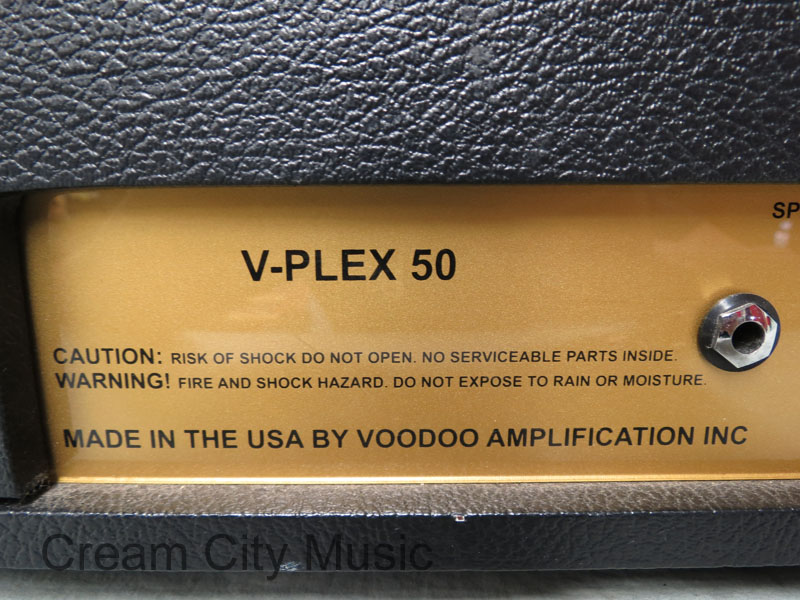 SP
V-PLEX 50
CAUTION: RISK OF SHOCK DO NOT OPEN. NO SERVICEABLE PARTS INSIDE.
WARNING! FIRE AND SHOCK HAZARD. DO NOT EXPOSE TO RAIN OR MOISTURE.
MADE IN THE USA BY VOODOO AMPLIFICATION INC
Cream City Music